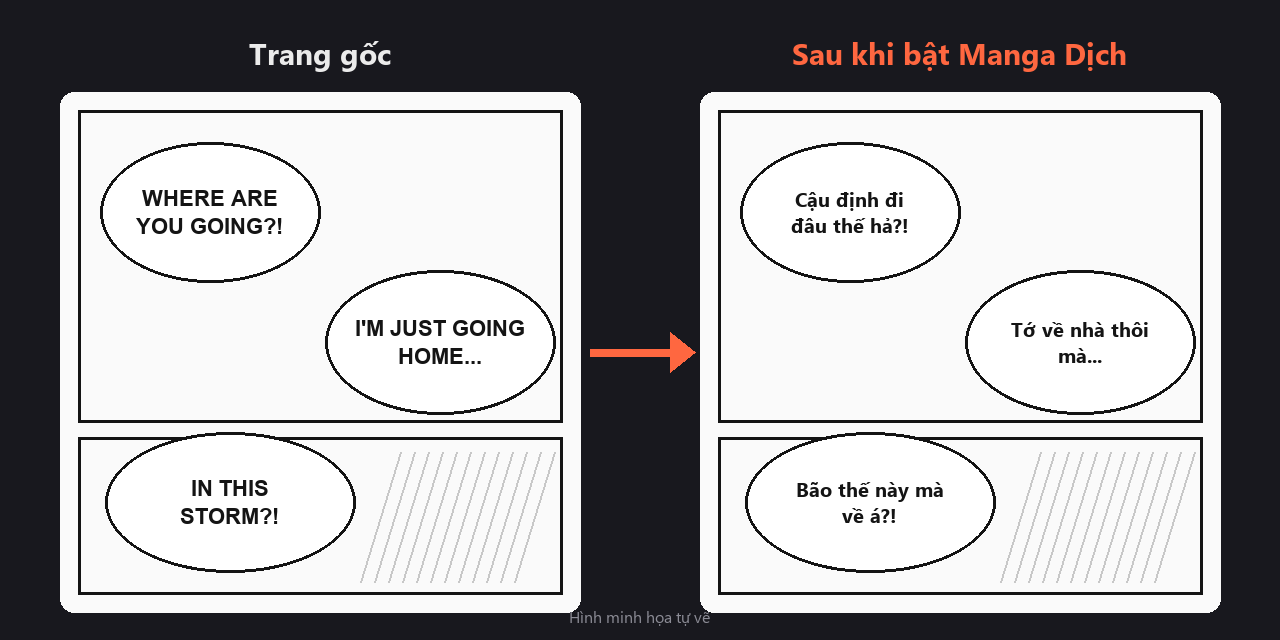 Trang gốc
WHERE ARE
YOU GOING?!
I'M JUST GOING
HOME...
IN THIS
STORM?!
Sau khi bật Manga Dịch
Cậu định đi
đâu thế hả?!
Tớ về nhà thôi
mà...
Bão thế này mà
về á?!
Hình minh họa tự vẽ